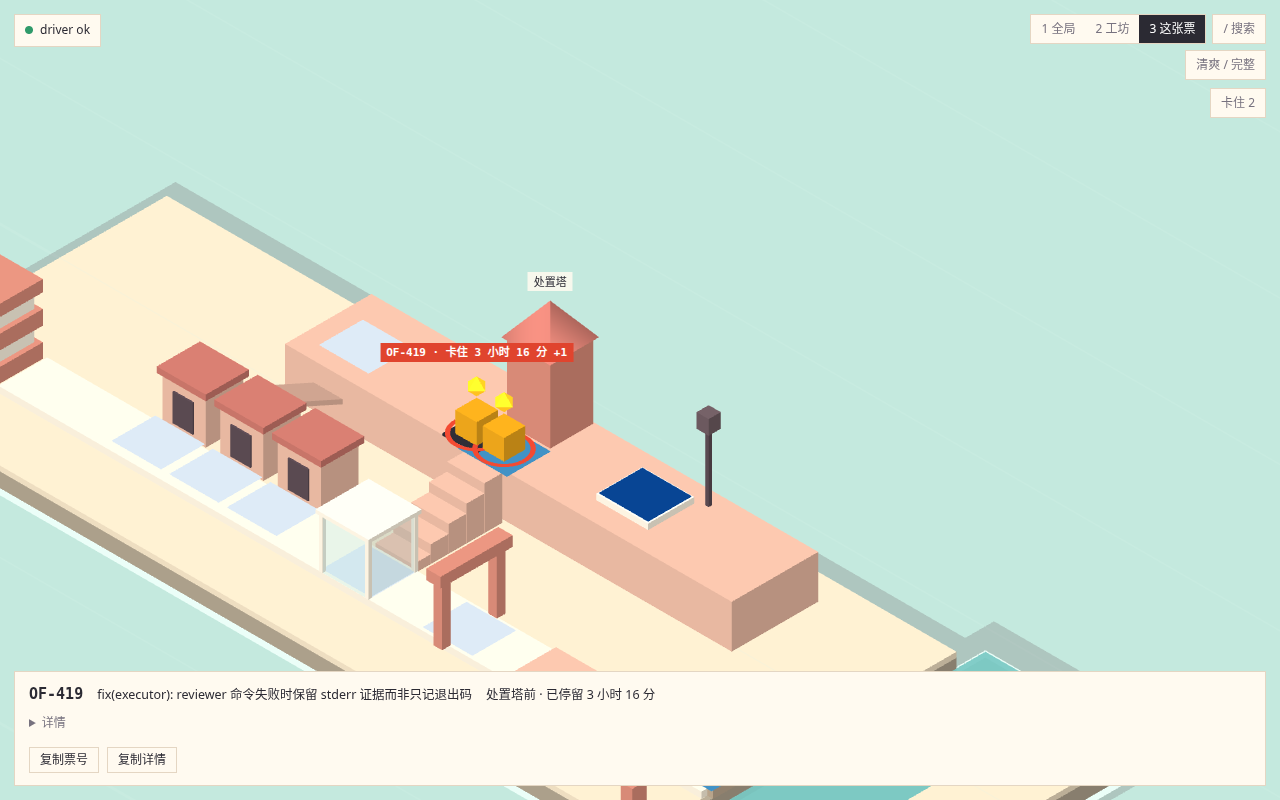 driver ok
1 全局 2 工坊 3 这张票 / 搜索
清爽 / 完整
卡住 2
处置塔
OF-419 · 卡住 3 小时 16 分 +1
OF-419 fix(executor): reviewer 命令失败时保留 stderr 证据而非只记退出码 处置塔前 · 已停留 3 小时 16 分
详情
复制票号 复制详情